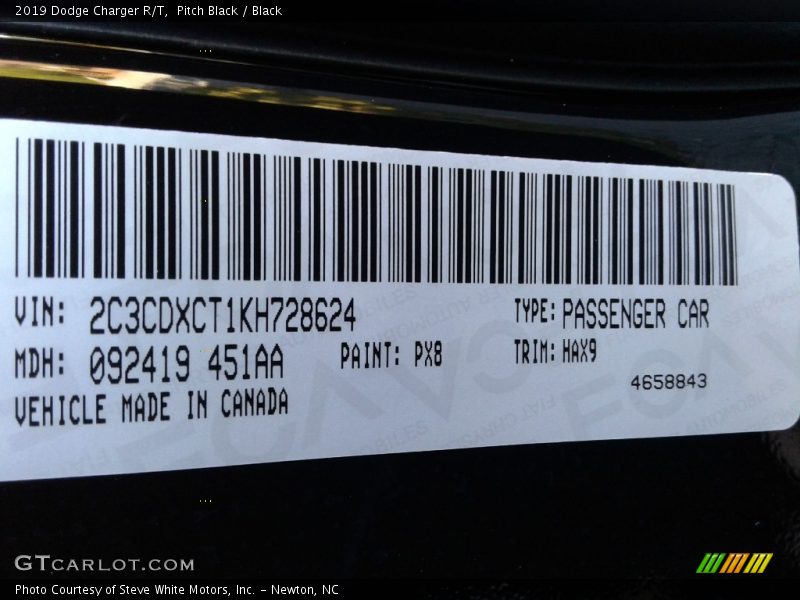 2019 Dodge Charger R/T,  Pitch Black / Black
VIN: 2C3CDXCT1KH728624 TYPE: PASSENGER CAR
MDH: 092419 451AA PAINT: PX8 TRIM: HAX9
4658843
VEHICLE MADE IN CANADA
GTCARLOT.COM
Photo Courtesy of Steve White Motors, Inc. – Newton, NC